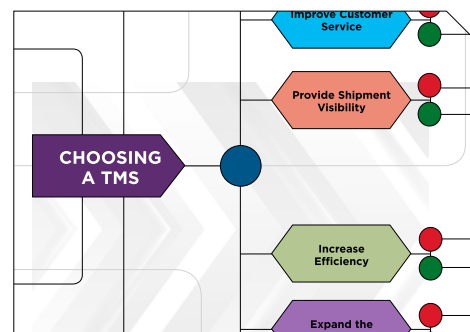 Improve Customer
Service
Provide Shipment
Visibility
CHOOSING
A TMS
Increase
Efficiency
Expand the